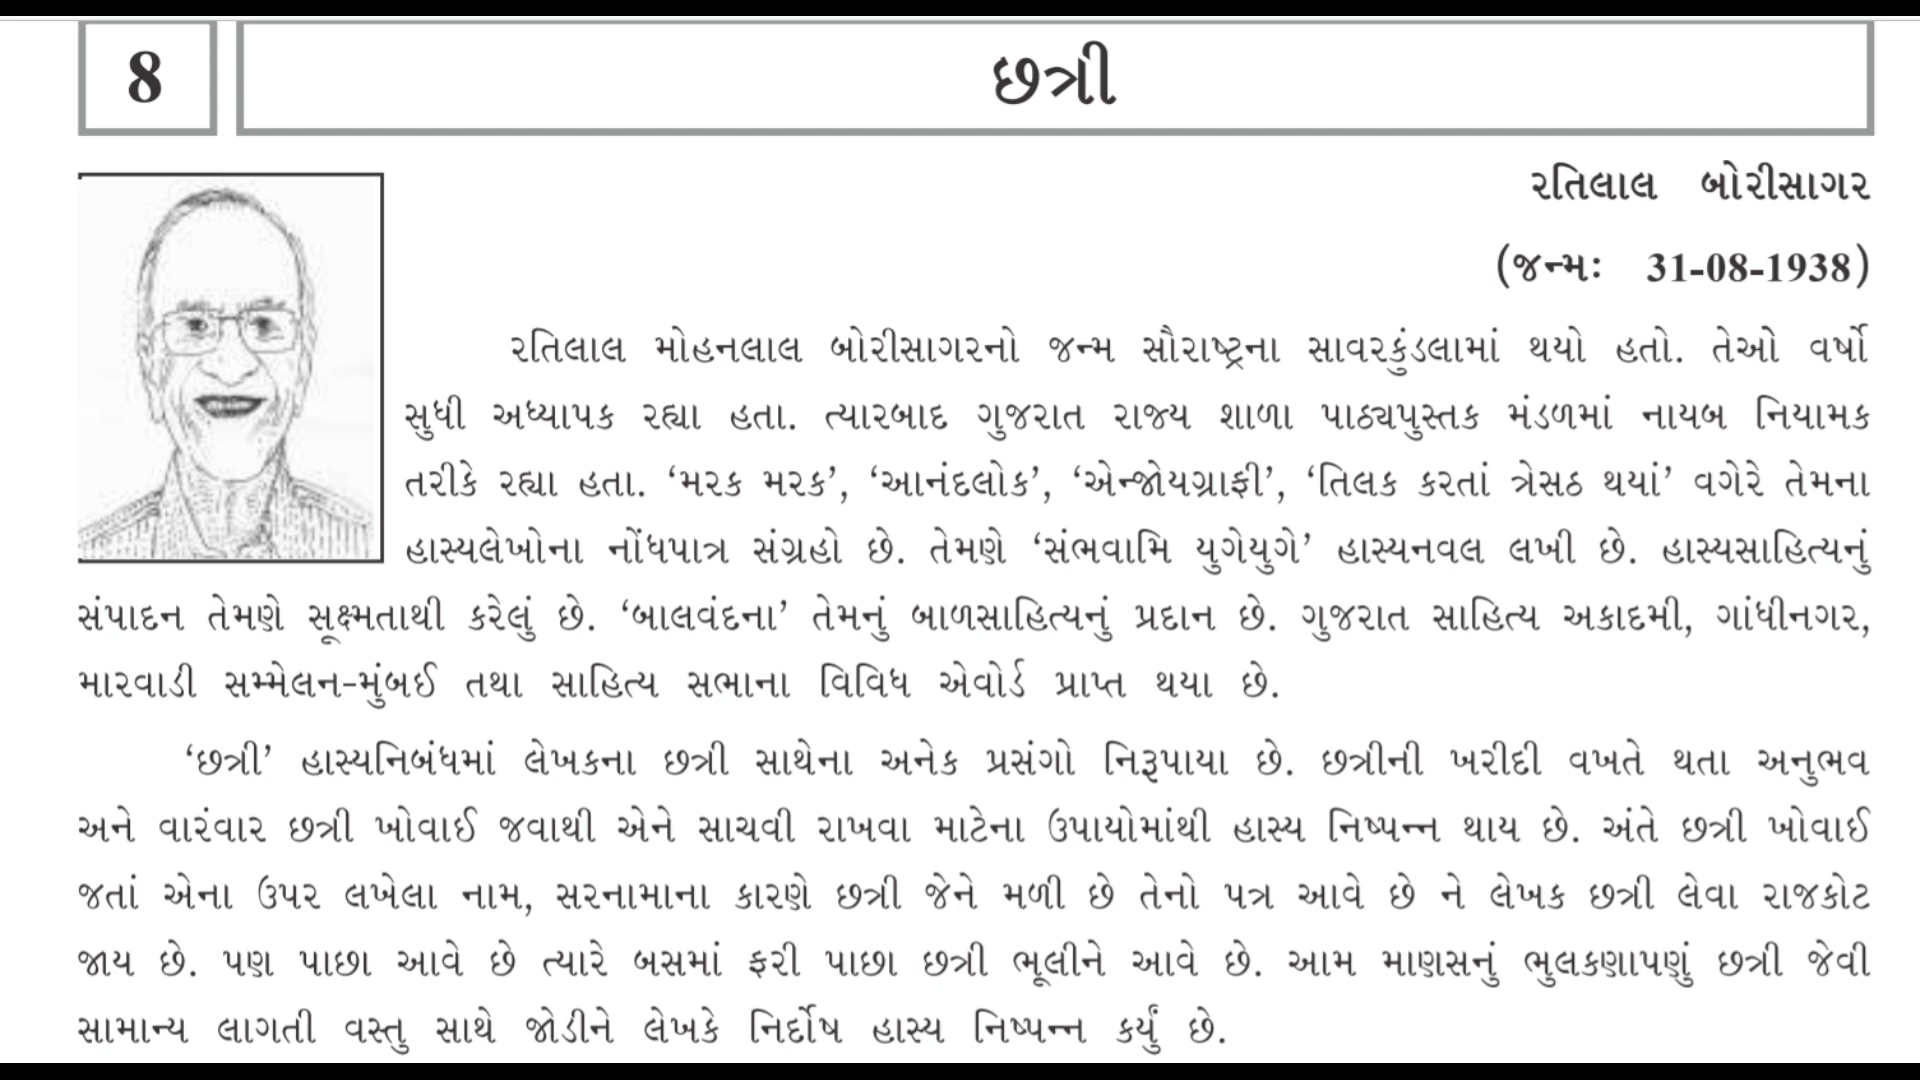 8
છત્રી
રતિલાલ બોરીસાગર
(જન્મ: 31-08-1938)
રતિલાલ મોહનલાલ બોરીસાગરનો જન્મ સૌરાષ્ટ્રના સાવરકુંડલામાં થયો હતો. તેઓ વર્ષો
સુધી અધ્યાપક રહ્યા હતા. ત્યારબાદ ગુજરાત રાજ્ય શાળા પાઠ્યપુસ્તક મંડળમાં નાયબ નિયામક
તરીકે રહ્યા હતા. ‘મરક મરક’, ‘આનંદલોક’, ‘એન્જોયગ્રાફી’, ‘તિલક કરતાં ત્રેસઠ થયાં’ વગેરે તેમના
હાસ્યલેખોના નોંધપાત્ર સંગ્રહો છે. તેમણે ‘સંભવામિ યુગેયુગે’ હાસ્યનવલ લખી છે. હાસ્યસાહિત્યનું
સંપાદન તેમણે સૂક્ષ્મતાથી કરેલું છે. ‘બાલવંદના’ તેમનું બાળસાહિત્યનું પ્રદાન છે. ગુજરાત સાહિત્ય અકાદમી, ગાંધીનગર,
મારવાડી સમ્મેલન-મુંબઈ તથા સાહિત્ય સભાના વિવિધ એવોર્ડ પ્રાપ્ત થયા છે.
‘છત્રી’ હાસ્યનિબંધમાં લેખકના છત્રી સાથેના અનેક પ્રસંગો નિરૂપાયા છે. છત્રીની ખરીદી વખતે થતા અનુભવ
અને વારંવાર છત્રી ખોવાઈ જવાથી એને સાચવી રાખવા માટેના ઉપાયોમાંથી હાસ્ય નિષ્પન્ન થાય છે. અંતે છત્રી ખોવાઈ
જતાં એના ઉપર લખેલા નામ, સરનામાના કારણે છત્રી જેને મળી છે તેનો પત્ર આવે છે ને લેખક છત્રી લેવા રાજકોટ
જાય છે. પણ પાછા આવે છે ત્યારે બસમાં ફરી પાછા છત્રી ભૂલીને આવે છે. આમ માણસનું ભુલકણાપણું છત્રી જેવી
સામાન્ય લાગતી વસ્તુ સાથે જોડીને લેખકે નિર્દોષ હાસ્ય નિષ્પન્ન કર્યું છે.